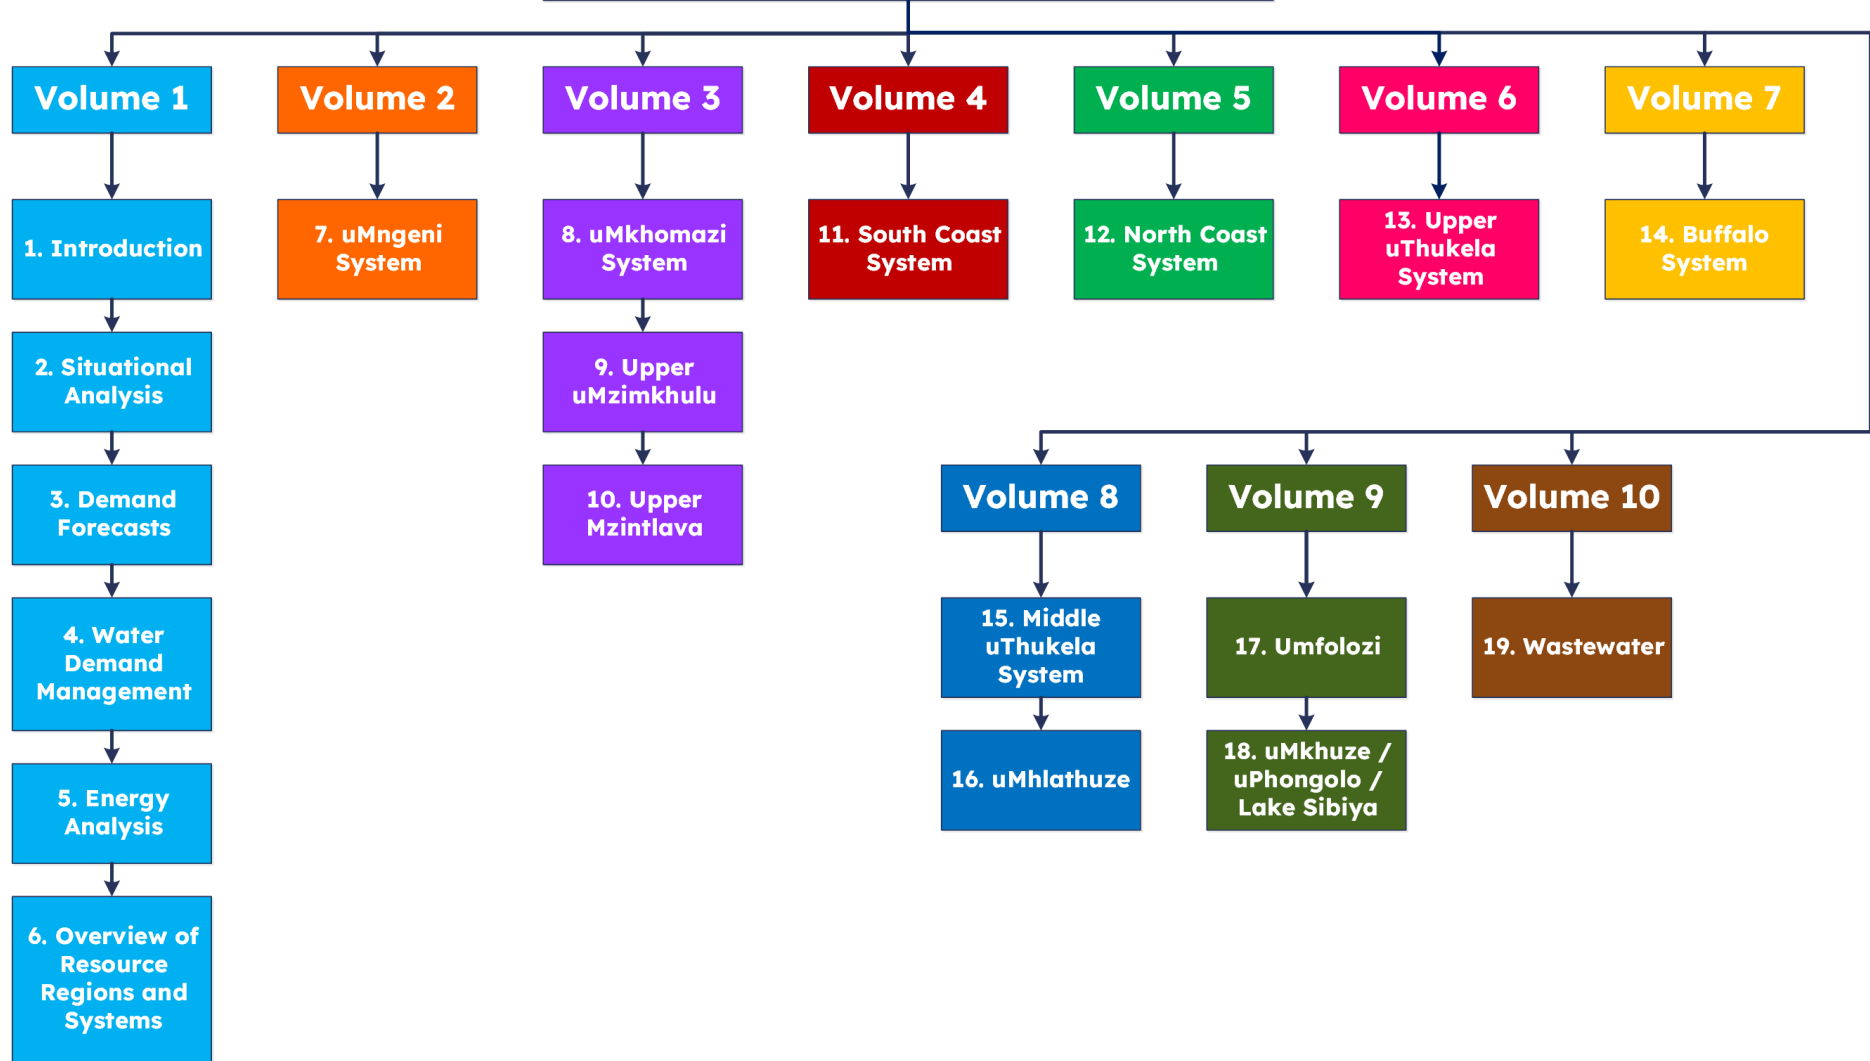 Volume 1
Volume 2
Volume 3
Volume 4
Volume 5
Volume 6
Volume 7
1. Introduction
7. uMngeni
System
8. uMkhomazi
System
11. South Coast
System
12. North Coast
System
13. Upper
uThukela
System
14. Buffalo
System
2. Situational
Analysis
9. Upper
uMzimkhulu
3. Demand
Forecasts
10. Upper
Mzintlava
Volume 8
Volume 9
Volume 10
4. Water
Demand
Management
15. Middle
uThukela
System
17. Umfolozi
19. Wastewater
5. Energy
Analysis
16. uMhlathuze
18. uMkhuze /
uPhongolo /
Lake Sibiya
6. Overview of
Resource
Regions and
Systems